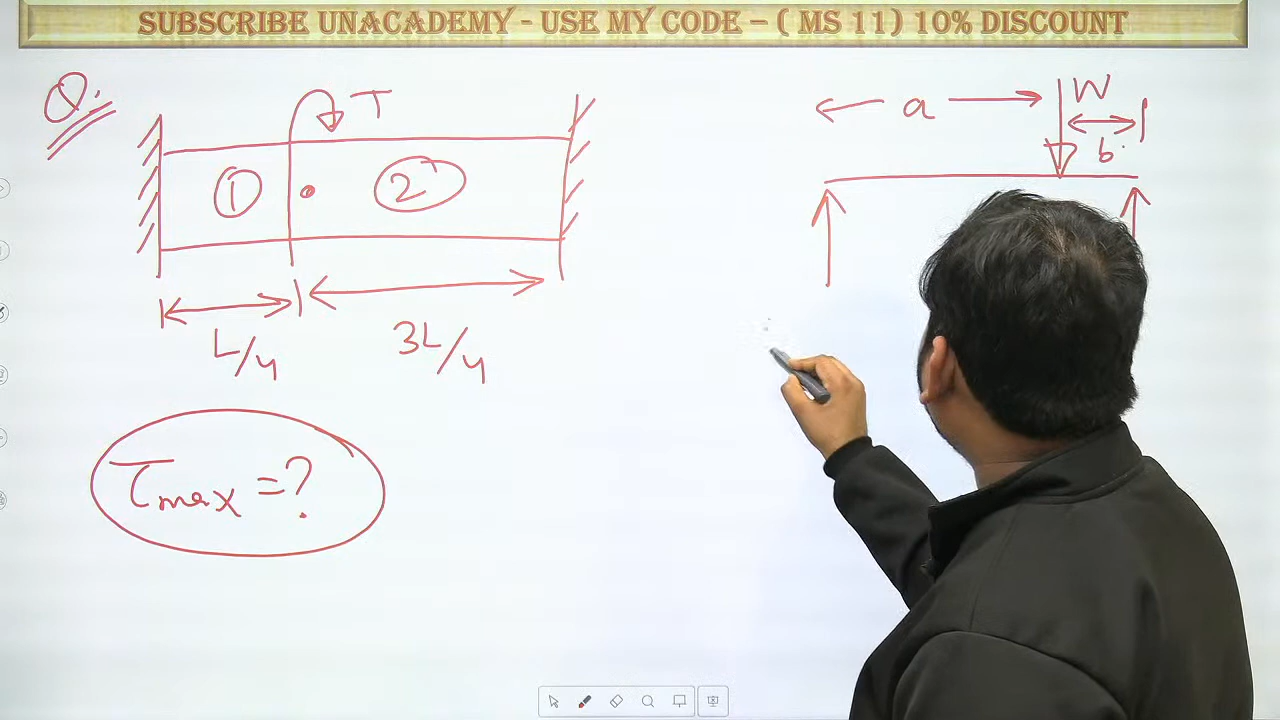 SUBSCRIBE UNACADEMY - USE MY CODE – ( MS 11) 10% DISCOUNT
Q.
T
1
2
L/4
3L/4
τmax = ?
a
W
b